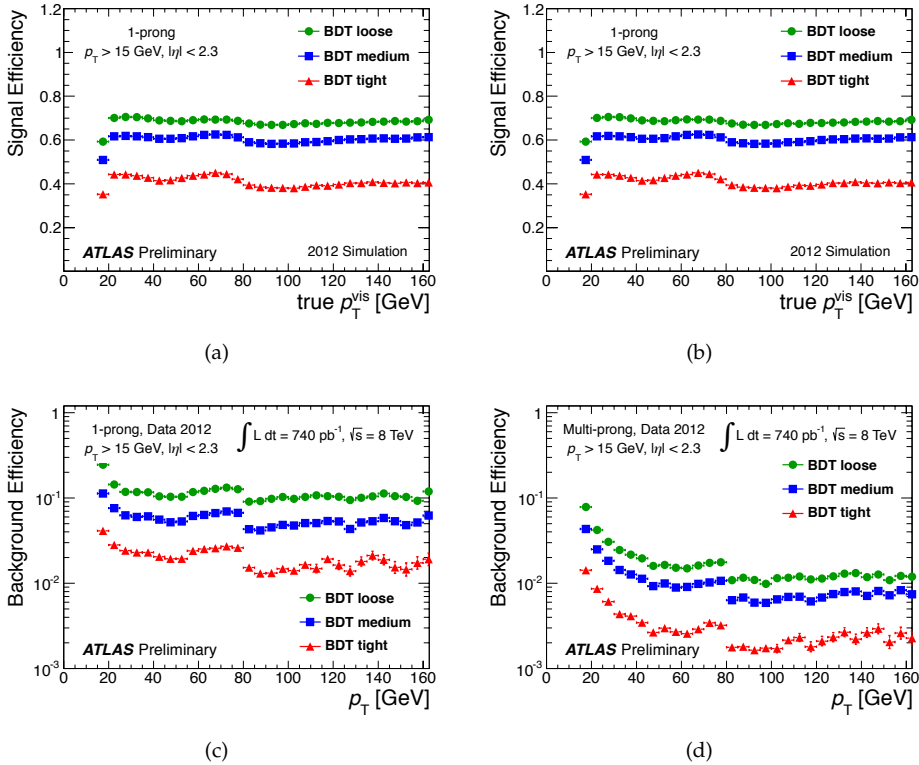 Signal Efficiency
1.2
1
0.8
0.6
0.4
0.2
1-prong
p_T > 15 GeV, |η| < 2.3
BDT loose
BDT medium
BDT tight
ATLAS Preliminary
2012 Simulation
0 20 40 60 80 100 120 140 160
true p_T^vis [GeV]
(a)
Signal Efficiency
1.2
1
0.8
0.6
0.4
0.2
1-prong
p_T > 15 GeV, |η| < 2.3
BDT loose
BDT medium
BDT tight
ATLAS Preliminary
2012 Simulation
0 20 40 60 80 100 120 140 160
true p_T^vis [GeV]
(b)
Background Efficiency
1
10^-1
10^-2
10^-3
1-prong, Data 2012
p_T > 15 GeV, |η| < 2.3
∫ L dt = 740 pb^-1, √s = 8 TeV
BDT loose
BDT medium
BDT tight
ATLAS Preliminary
0 20 40 60 80 100 120 140 160
p_T [GeV]
(c)
Background Efficiency
1
10^-1
10^-2
10^-3
Multi-prong, Data 2012
p_T > 15 GeV, |η| < 2.3
∫ L dt = 740 pb^-1, √s = 8 TeV
BDT loose
BDT medium
BDT tight
ATLAS Preliminary
0 20 40 60 80 100 120 140 160
p_T [GeV]
(d)